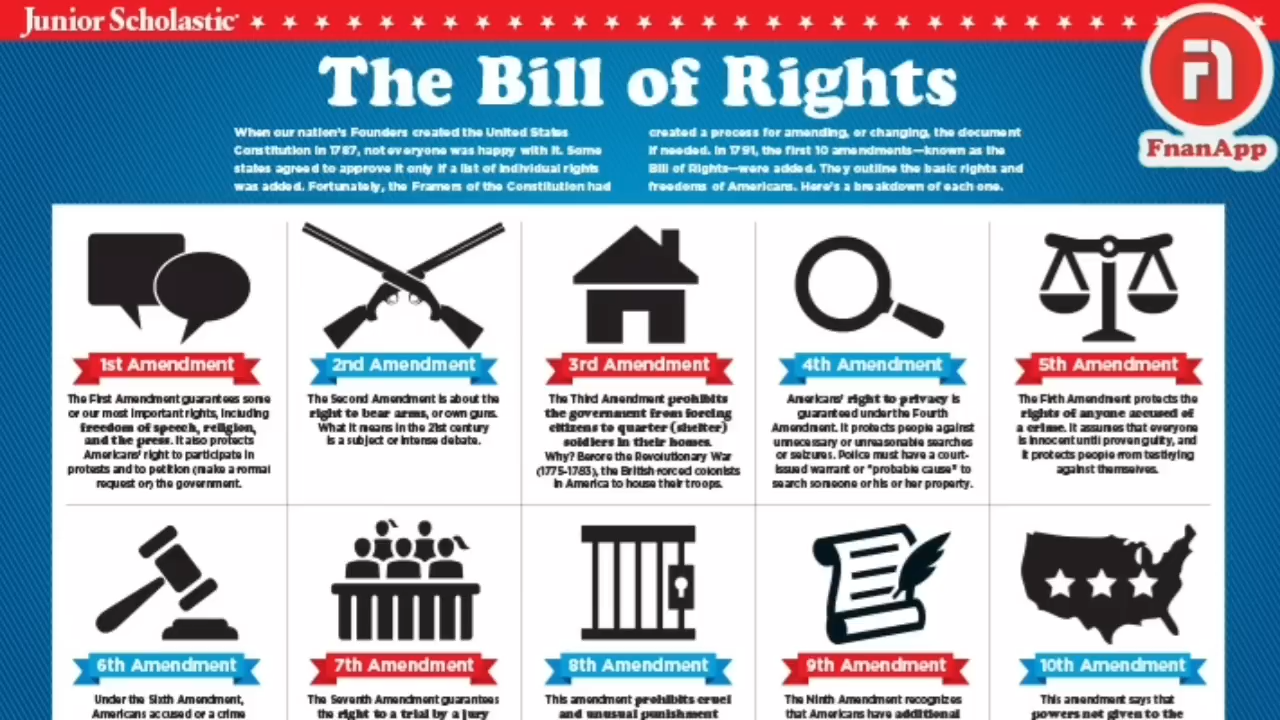 Junior Scholastic
FnanApp
The Bill of Rights
When our nation's Founders created the United States
Constitution in 1787, not everyone was happy with it. Some
states agreed to approve it only if a list of individual rights
was added. Fortunately, the Framers of the Constitution had
created a process for amending, or changing, the document
if needed. In 1791, the first 10 amendments—known as the
Bill of Rights—were added. They outline the basic rights and
freedoms of Americans. Here's a breakdown of each one.
1st Amendment
The First Amendment guarantees some
or our most important rights, including
freedom of speech, religion,
and the press. It also protects
Americans' right to participate in
protests and to petition (make a formal
request of) the government.
2nd Amendment
The Second Amendment is about the
right to bear arms, or own guns.
What it means in the 21st century
is a subject of intense debate.
3rd Amendment
The Third Amendment prohibits
the government from forcing
citizens to quarter (shelter)
soldiers in their homes.
Why? Before the Revolutionary War
(1775-1783), the British forced colonists
in America to house their troops.
4th Amendment
Americans' right to privacy is
guaranteed under the Fourth
Amendment. It protects people against
unnecessary or unreasonable searches
or seizures. Police must have a court-
issued warrant or "probable cause" to
search someone or his or her property.
5th Amendment
The Fifth Amendment protects the
rights of anyone accused of
a crime. It assumes that everyone
is innocent until proven guilty, and
it protects people from testifying
against themselves.
6th Amendment
Under the Sixth Amendment,
Americans accused of a crime
7th Amendment
The Seventh Amendment guarantees
the right to a trial by a jury
8th Amendment
This amendment prohibits cruel
and unusual punishment
9th Amendment
The Ninth Amendment recognizes
that Americans have additional
10th Amendment
This amendment says that
powers not given to the